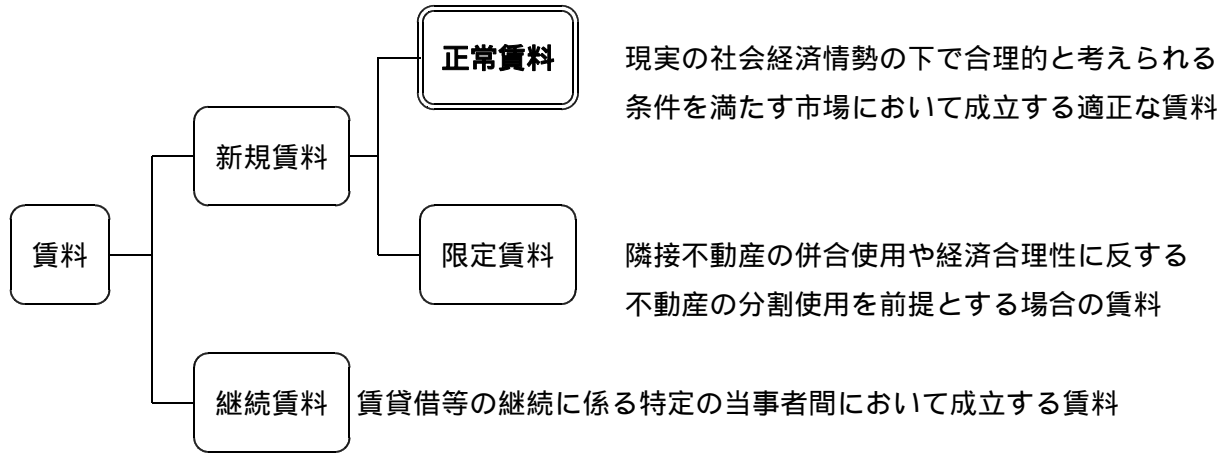 正常賃料
現実の社会経済情勢の下で合理的と考えられる
条件を満たす市場において成立する適正な賃料
新規賃料
賃料
限定賃料
隣接不動産の併合使用や経済合理性に反する
不動産の分割使用を前提とする場合の賃料
継続賃料
賃貸借等の継続に係る特定の当事者間において成立する賃料